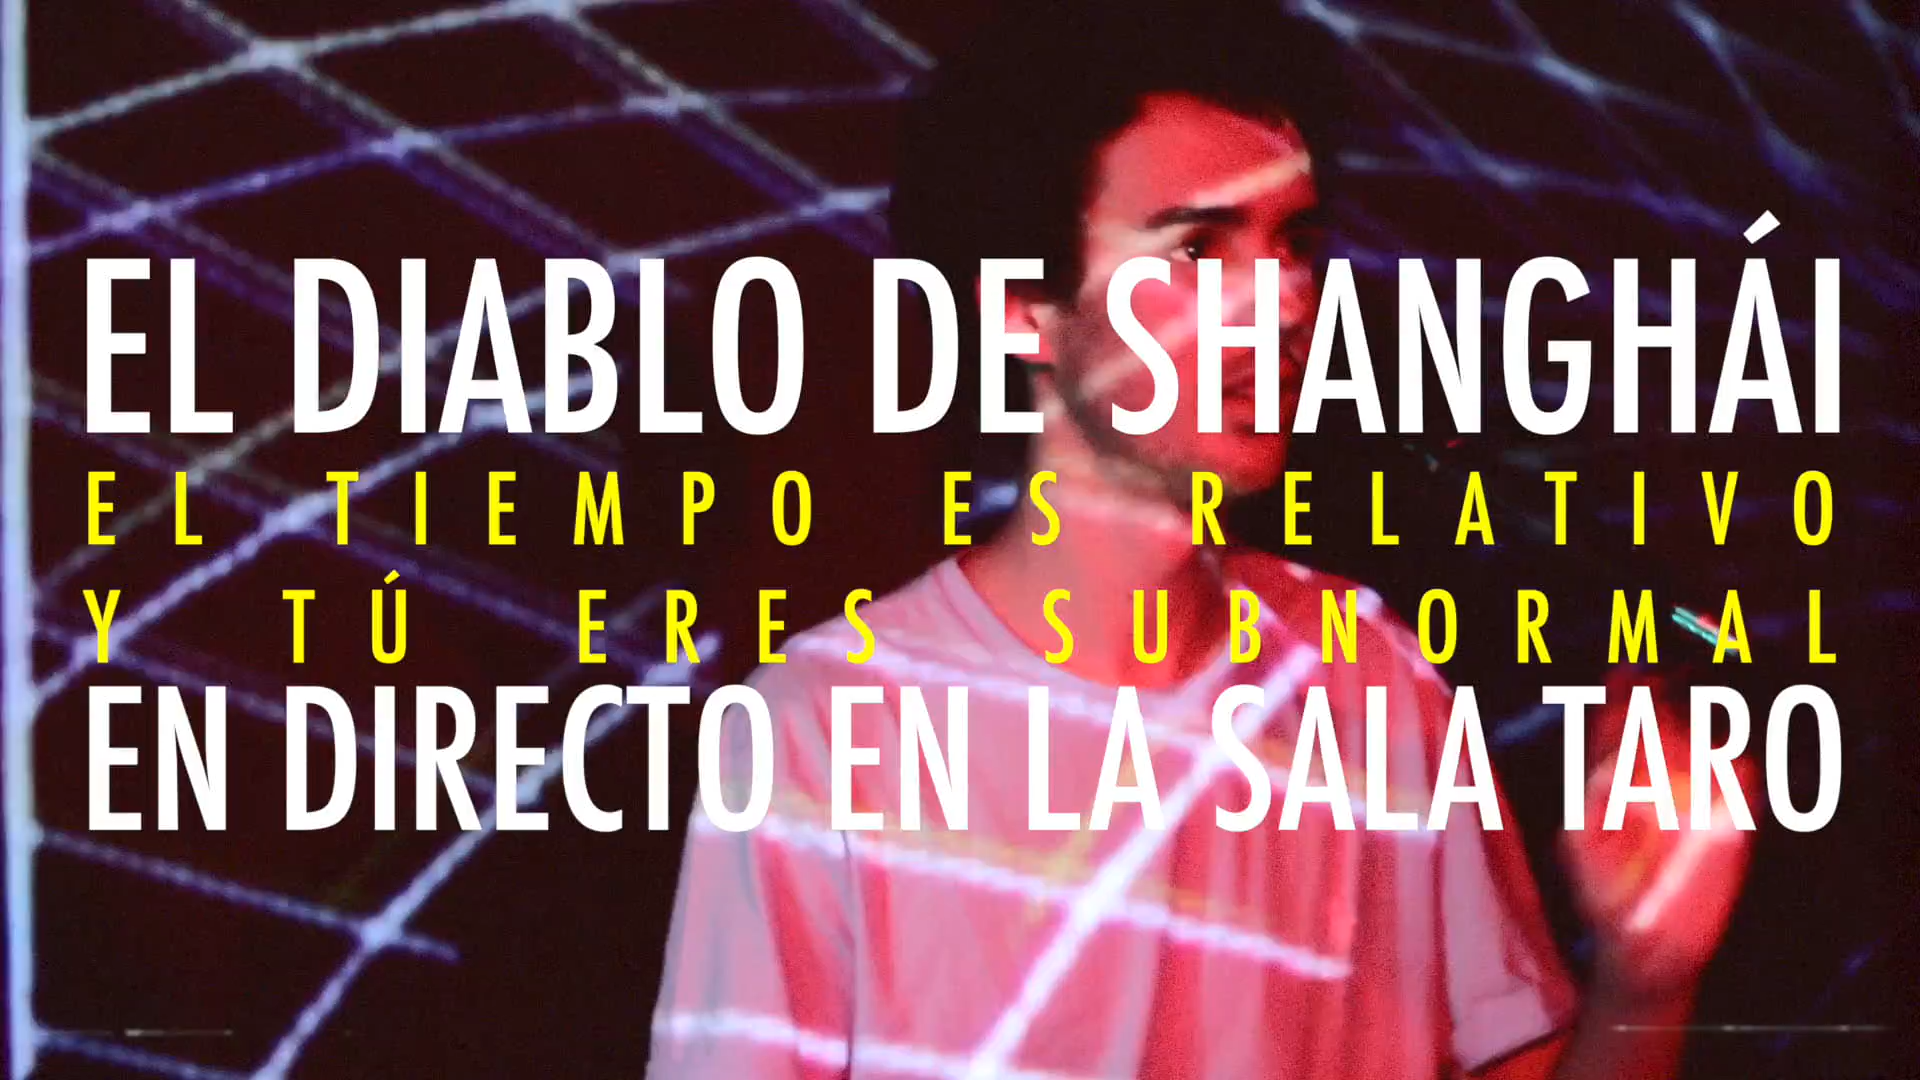 EL DIABLO DE SHANGHÁI
EL TIEMPO ES RELATIVO
Y TÚ ERES SUBNORMAL
EN DIRECTO EN LA SALA TARO